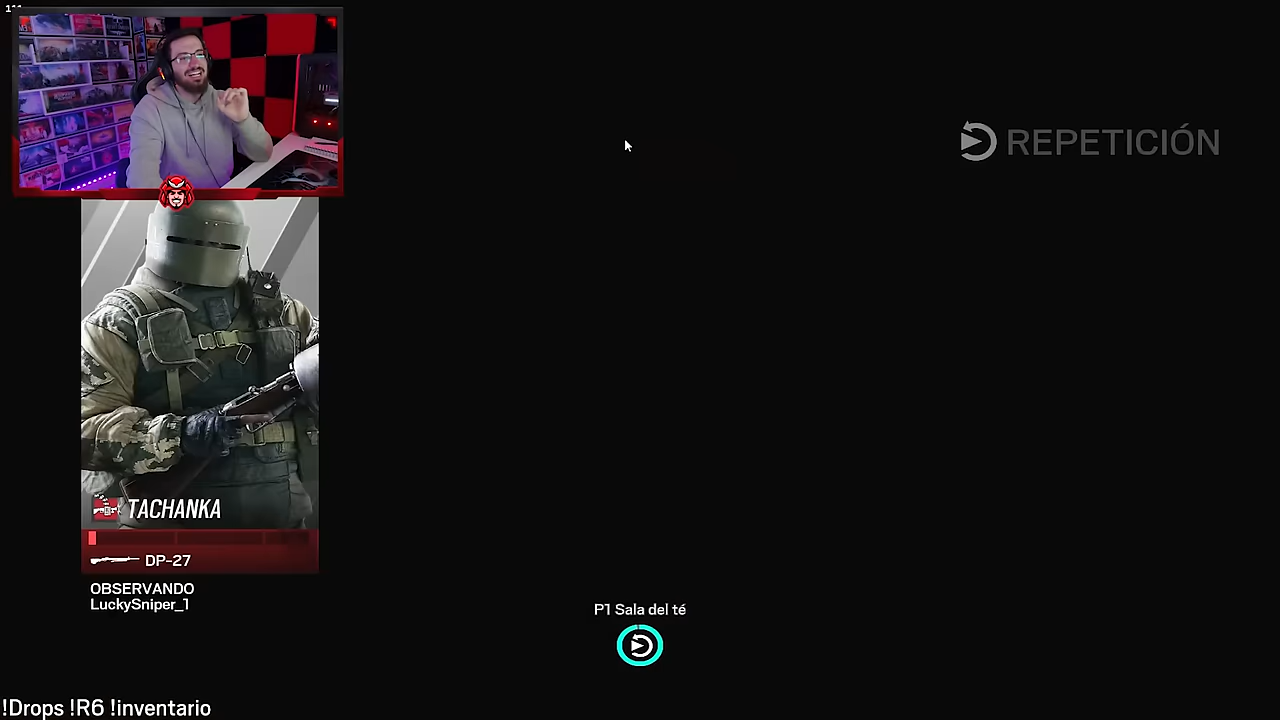 REPETICIÓN
TACHANKA
DP-27
OBSERVANDO
LuckySniper_1
P1 Sala del té
!Drops !R6 !inventario